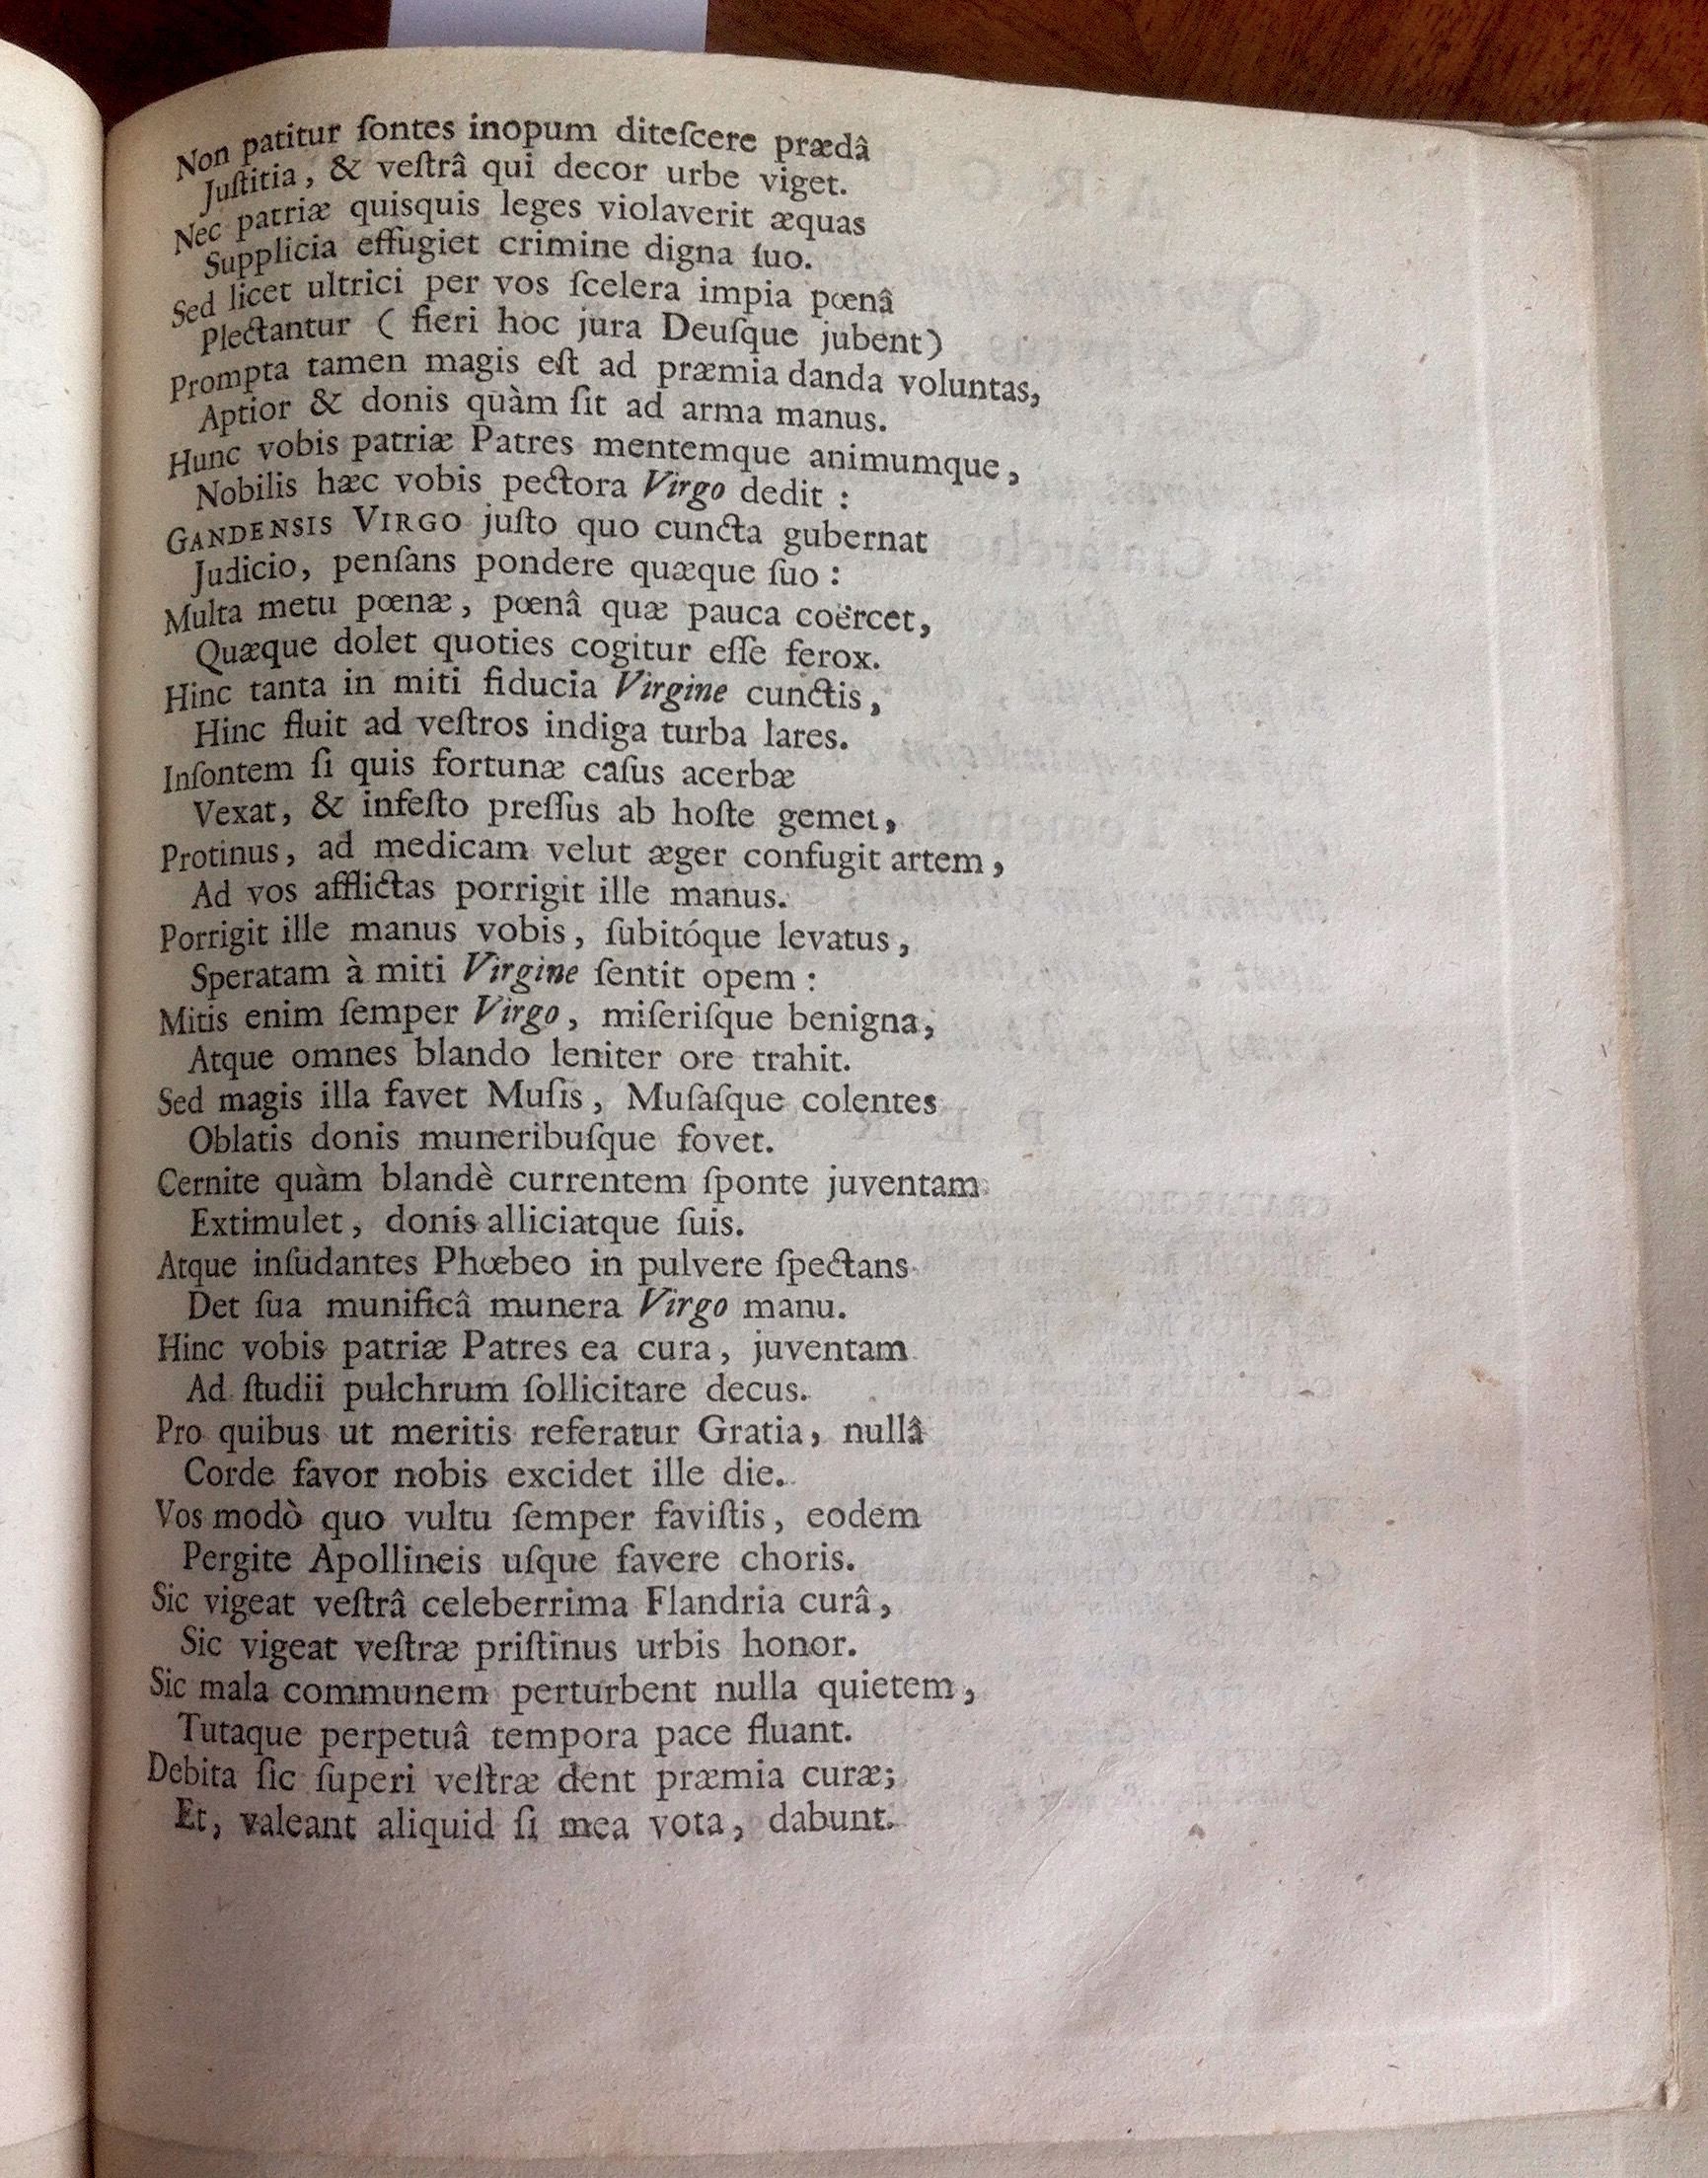 Non patitur ſontes inopum diteſcere prædâ
Juſtitia, & veſtrâ qui decor urbe viget.
Nec patriæ quisquis leges violaverit æquas
Supplicia effugiet crimine digna ſuo.
Sed licet ultrici per vos ſcelera impia pœnâ
Plectantur ( fieri hoc jura Deuſque jubent)
Prompta tamen magis eſt ad præmia danda voluntas,
Aptior & donis quàm ſit ad arma manus.
Hunc vobis patriæ Patres mentemque animumque,
Nobilis hæc vobis pectora Virgo dedit :
GANDENSIS VIRGO juſto quo cuncta gubernat
Judicio, penſans pondere quæque ſuo :
Multa metu pœnæ, pœnâ quæ pauca coërcet,
Quæque dolet quoties cogitur eſſe ferox.
Hinc tanta in miti fiducia Virgine cunctis,
Hinc fluit ad veſtros indiga turba lares.
Inſontem ſi quis fortunæ caſus acerbæ
Vexat, & infeſto preſſus ab hoſte gemet,
Protinus, ad medicam velut æger confugit artem,
Ad vos afflictas porrigit ille manus.
Porrigit ille manus vobis, ſubitóque levatus,
Speratam à miti Virgine ſentit opem :
Mitis enim ſemper Virgo, miſeriſque benigna,
Atque omnes blando leniter ore trahit.
Sed magis illa favet Muſis, Muſaſque colentes
Oblatis donis muneribuſque fovet.
Cernite quàm blandè currentem ſponte juventam
Extimulet, donis alliciatque ſuis.
Atque inſudantes Phœbeo in pulvere ſpectans
Det ſua munificâ munera Virgo manu.
Hinc vobis patriæ Patres ea cura, juventam
Ad ſtudii pulchrum ſollicitare decus.
Pro quibus ut meritis referatur Gratia, nullâ
Corde favor nobis excidet ille die.
Vos modò quo vultu ſemper faviſtis, eodem
Pergite Apollineis uſque favere choris.
Sic vigeat veſtrâ celeberrima Flandria curâ,
Sic vigeat veſtræ priſtinus urbis honor.
Sic mala communem perturbent nulla quietem,
Tutaque perpetuâ tempora pace fluant.
Debita ſic ſuperi veſtræ dent præmia curæ;
Et, valeant aliquid ſi mea vota, dabunt.